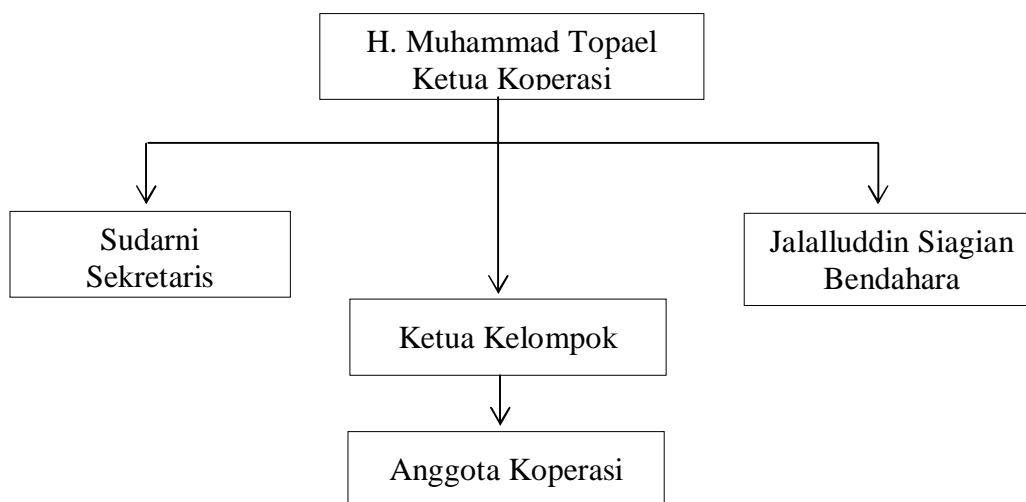 H. Muhammad Topael
Ketua Koperasi
Sudarni
Sekretaris
Jalalluddin Siagian
Bendahara
Ketua Kelompok
Anggota Koperasi